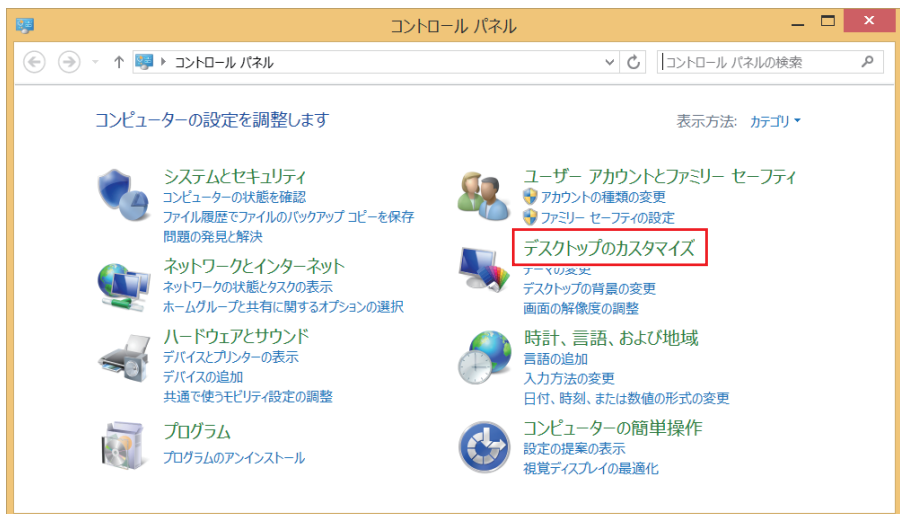 コントロール パネル
コントロール パネル
コントロール パネルの検索
コンピューターの設定を調整します
表示方法: カテゴリ
システムとセキュリティ
コンピューターの状態を確認
ファイル履歴でファイルのバックアップ コピーを保存
問題の発見と解決
ネットワークとインターネット
ネットワークの状態とタスクの表示
ホームグループと共有に関するオプションの選択
ハードウェアとサウンド
デバイスとプリンターの表示
デバイスの追加
共通で使うモビリティ設定の調整
プログラム
プログラムのアンインストール
ユーザー アカウントとファミリー セーフティ
アカウントの種類の変更
ファミリー セーフティの設定
デスクトップのカスタマイズ
テーマの変更
デスクトップの背景の変更
画面の解像度の調整
時計、言語、および地域
言語の追加
入力方法の変更
日付、時刻、または数値の形式の変更
コンピューターの簡単操作
設定の提案の表示
視覚ディスプレイの最適化